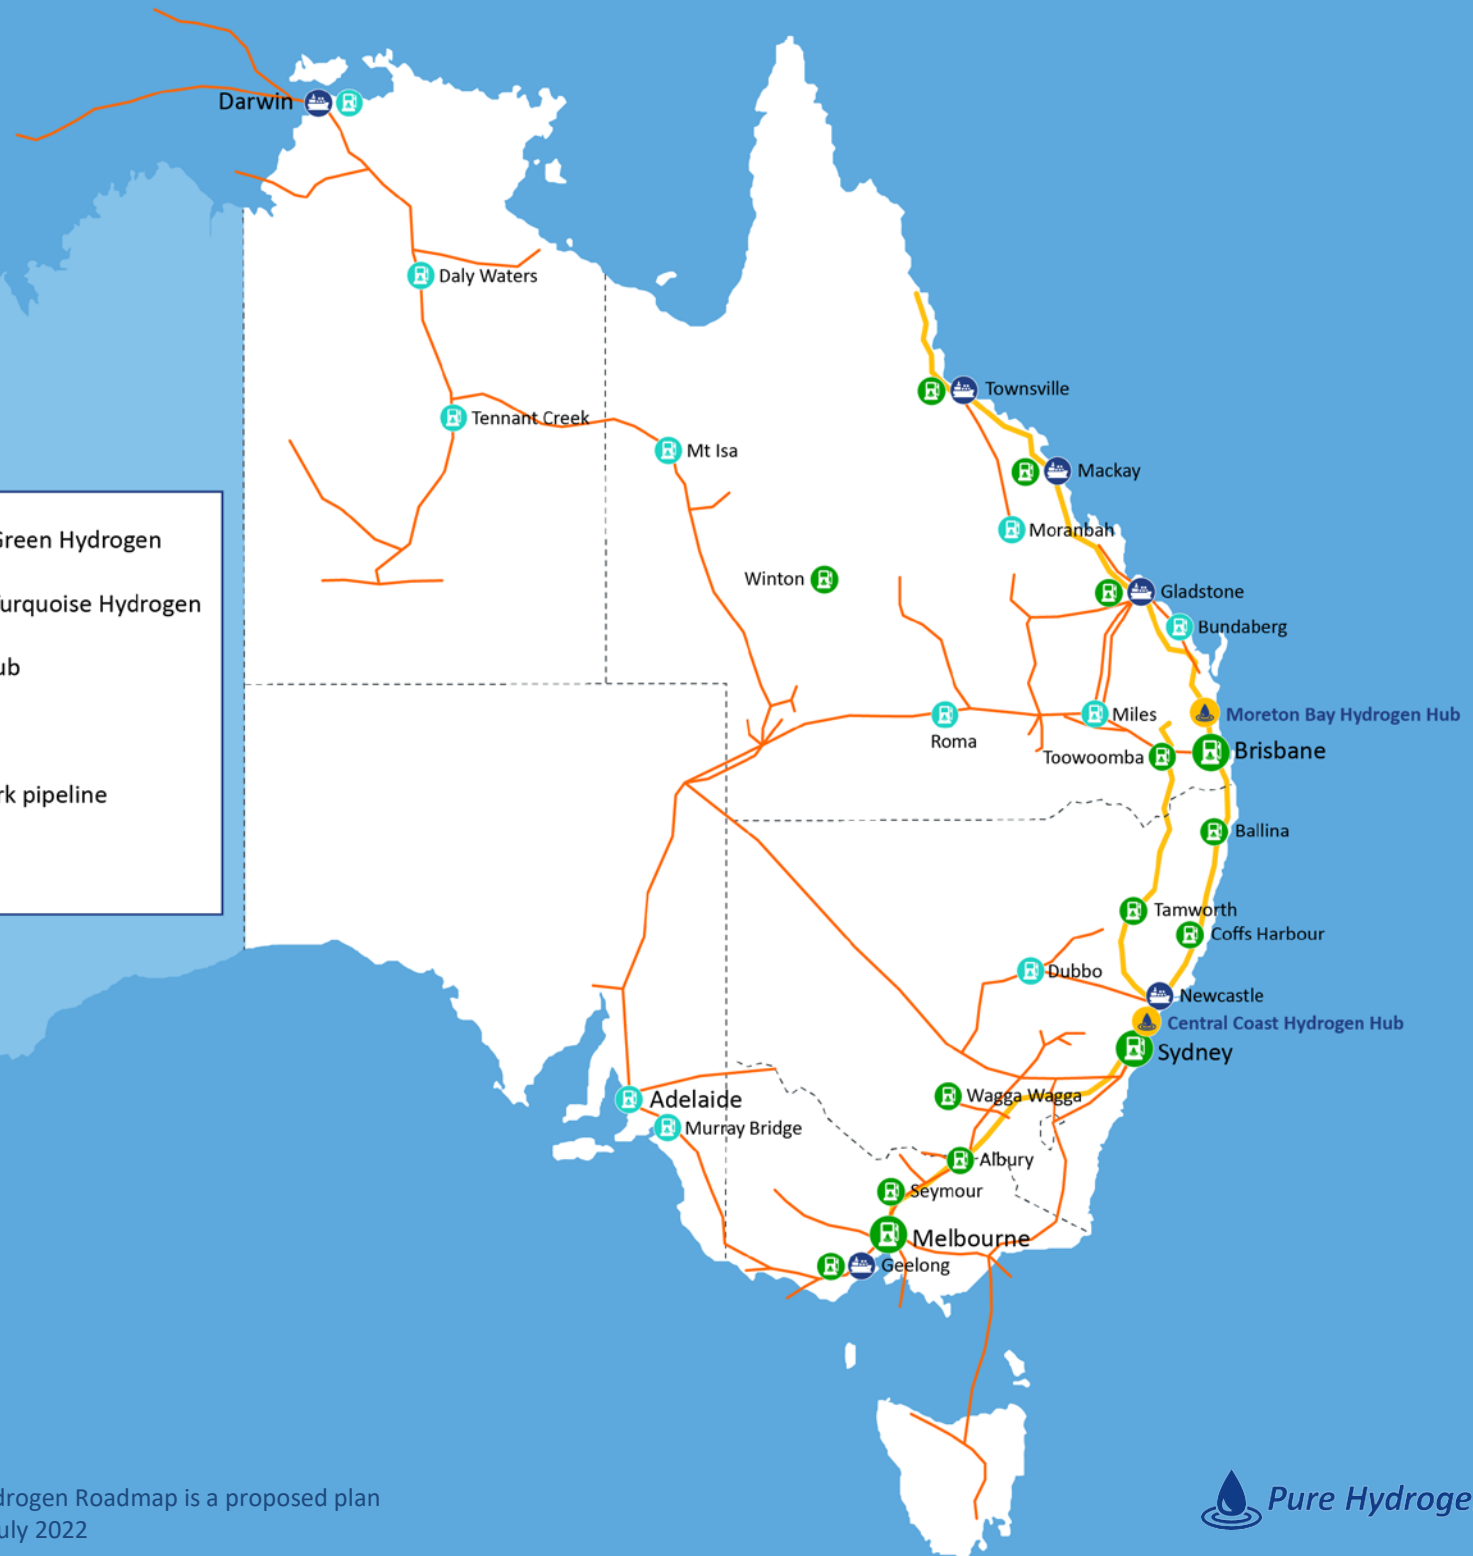 Darwin
Daly Waters
Tennant Creek
Mt Isa
Townsville
Mackay
Moranbah
Winton
Gladstone
Bundaberg
Green Hydrogen
Turquoise Hydrogen
ub
rk pipeline
Roma
Miles
Moreton Bay Hydrogen Hub
Toowoomba
Brisbane
Ballina
Tamworth
Coffs Harbour
Dubbo
Newcastle
Central Coast Hydrogen Hub
Sydney
Wagga Wagga
Adelaide
Murray Bridge
Albury
Seymour
Melbourne
Geelong
drogen Roadmap is a proposed plan
uly 2022
Pure Hydroge